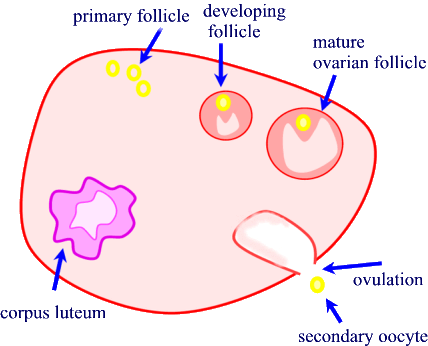 primary follicle
developing
follicle
mature
ovarian follicle
ovulation
corpus luteum
secondary oocyte